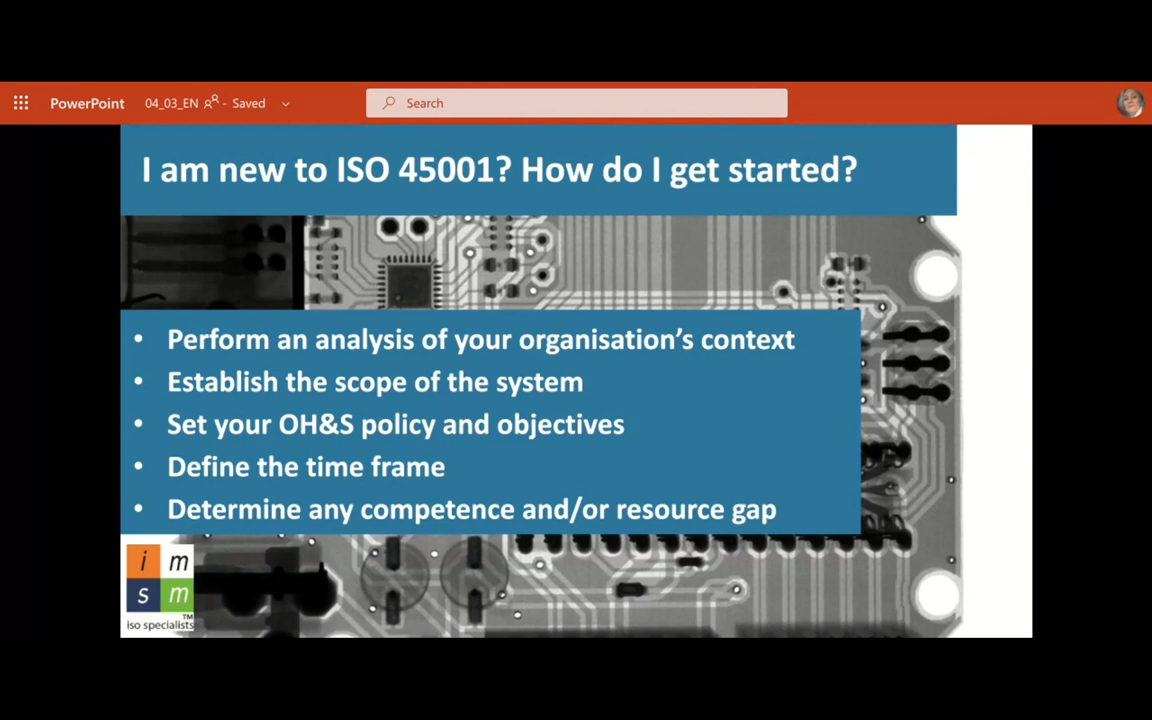 PowerPoint 04_03_EN - Saved Search
I am new to ISO 45001? How do I get started?
• Perform an analysis of your organisation's context
• Establish the scope of the system
• Set your OH&S policy and objectives
• Define the time frame
• Determine any competence and/or resource gap
i m
s m
TM
iso specialists